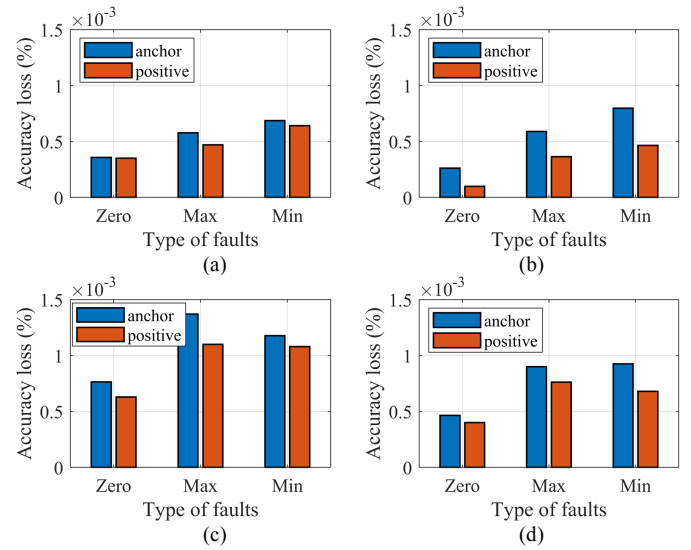 ×10⁻³
1.5
1
0.5
0
Accuracy loss (%)
anchor
positive
Zero Max Min
Type of faults
(a)
×10⁻³
1.5
1
0.5
0
Accuracy loss (%)
anchor
positive
Zero Max Min
Type of faults
(b)
×10⁻³
1.5
1
0.5
0
Accuracy loss (%)
anchor
positive
Zero Max Min
Type of faults
(c)
×10⁻³
1.5
1
0.5
0
Accuracy loss (%)
anchor
positive
Zero Max Min
Type of faults
(d)